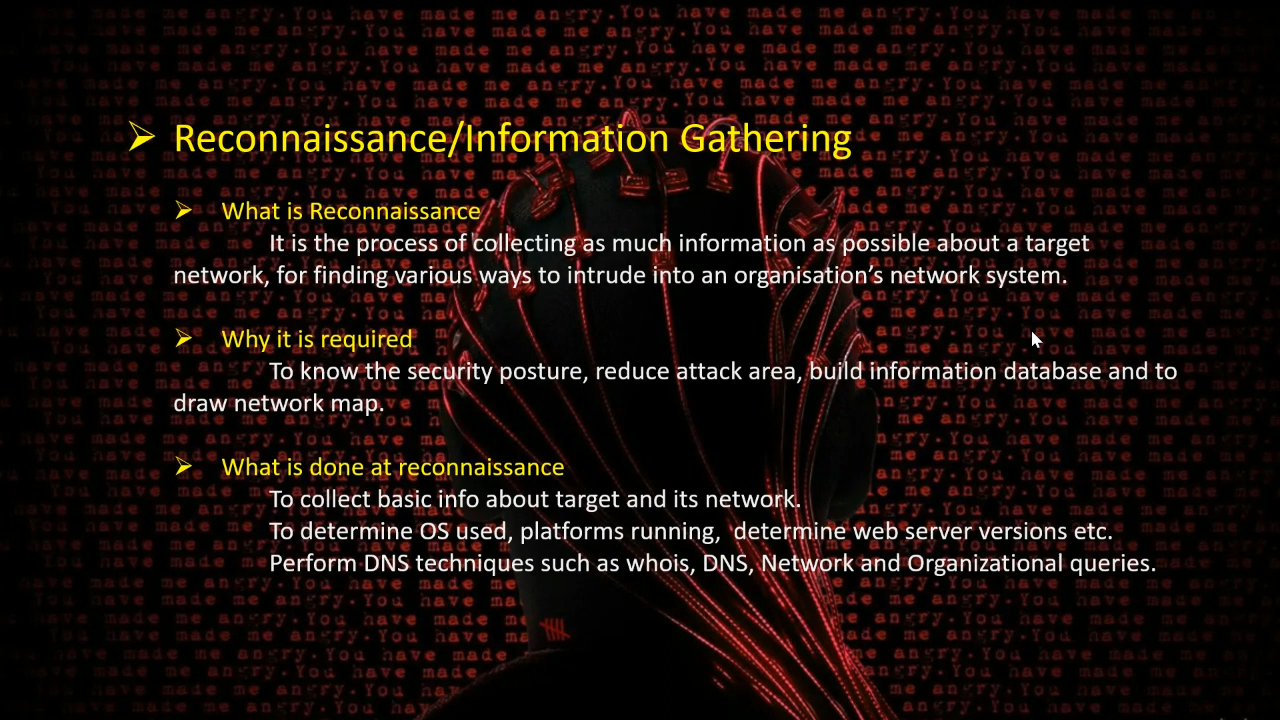 ➢ Reconnaissance/Information Gathering
➢ What is Reconnaissance
It is the process of collecting as much information as possible about a target
network, for finding various ways to intrude into an organisation’s network system.
➢ Why it is required
To know the security posture, reduce attack area, build information database and to
draw network map.
➢ What is done at reconnaissance
To collect basic info about target and its network.
To determine OS used, platforms running,  determine web server versions etc.
Perform DNS techniques such as whois, DNS, Network and Organizational queries.